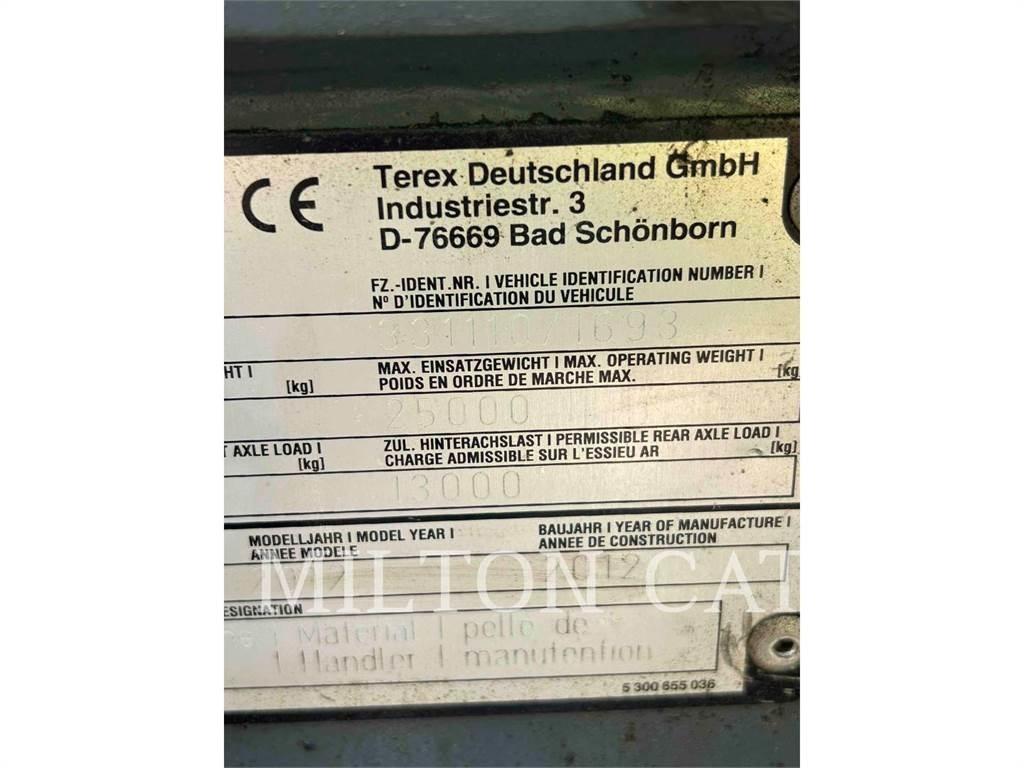 CE
Terex Deutschland GmbH
Industriestr. 3
D-76669 Bad Schönborn
FZ.-IDENT.NR. I VEHICLE IDENTIFICATION NUMBER I
Nº D'IDENTIFICATION DU VEHICULE
HT I
[kg]
MAX. EINSATZGEWICHT I MAX. OPERATING WEIGHT I
POIDS EN ORDRE DE MARCHE MAX.
[kg
25000
AXLE LOAD I
[kg]
ZUL. HINTERACHSLAST I PERMISSIBLE REAR AXLE LOAD I
CHARGE ADMISSIBLE SUR L'ESSIEU AR
[kg]
13000
MODELLJAHR I MODEL YEAR I
ANNEE MODELE
BAUJAHR I YEAR OF MANUFACTURE I
ANNEE DE CONSTRUCTION
2012
MILTON CAT
ESIGNATION
I Material I pelle de
I Handler I manutention
5 300 655 036